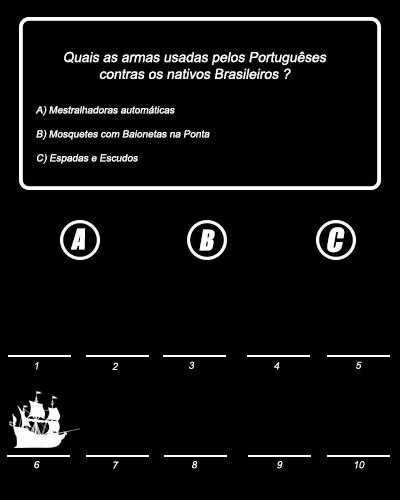 Quais as armas usadas pelos Portuguêses
contras os nativos Brasileiros ?
A) Mestralhadoras automáticas
B) Mosquetes com Baionetas na Ponta
C) Espadas e Escudos
A B C
1 2 3 4 5
6 7 8 9 10